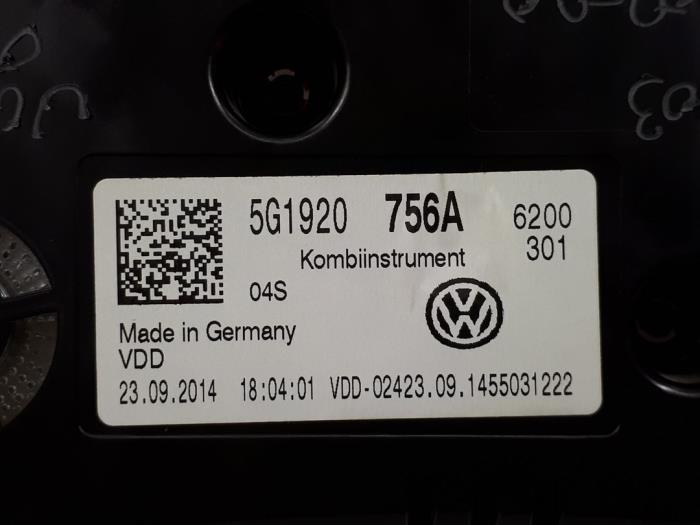 5G1920 756A 6200
301
Kombiinstrument
04S
Made in Germany
VDD
23.09.2014 18:04:01 VDD-02423.09.1455031222
03